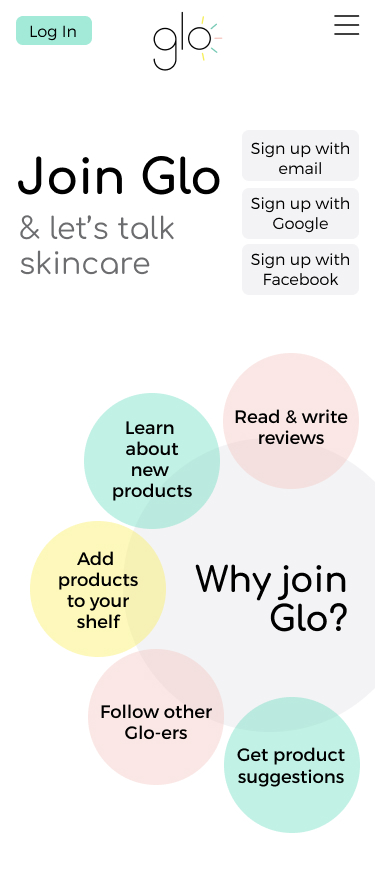 Log In
glo
Join Glo
& let's talk
skincare
Sign up with
email
Sign up with
Google
Sign up with
Facebook
Read & write
reviews
Learn
about
new
products
Add
products
to your
shelf
Why join
Glo?
Follow other
Glo-ers
Get product
suggestions